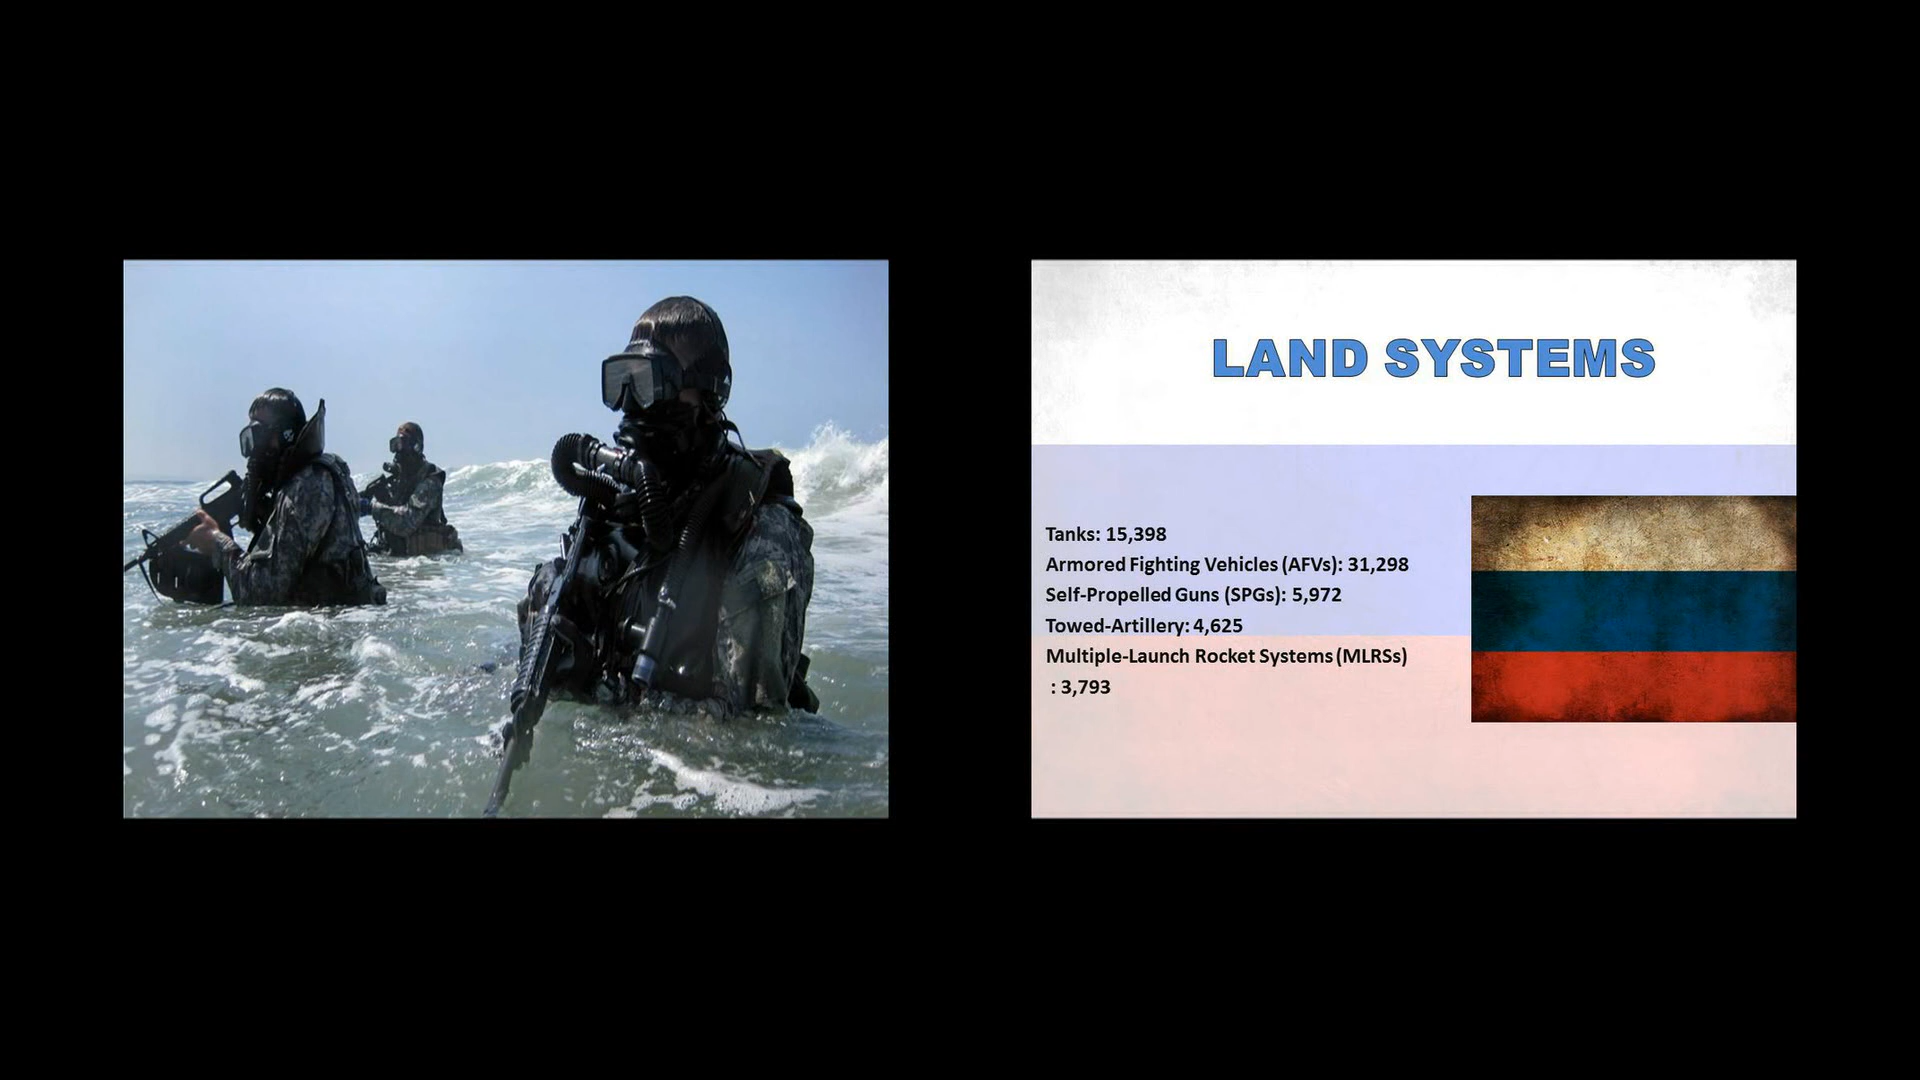 LAND SYSTEMS
Tanks: 15,398
Armored Fighting Vehicles (AFVs): 31,298
Self-Propelled Guns (SPGs): 5,972
Towed-Artillery: 4,625
Multiple-Launch Rocket Systems (MLRSs)
: 3,793